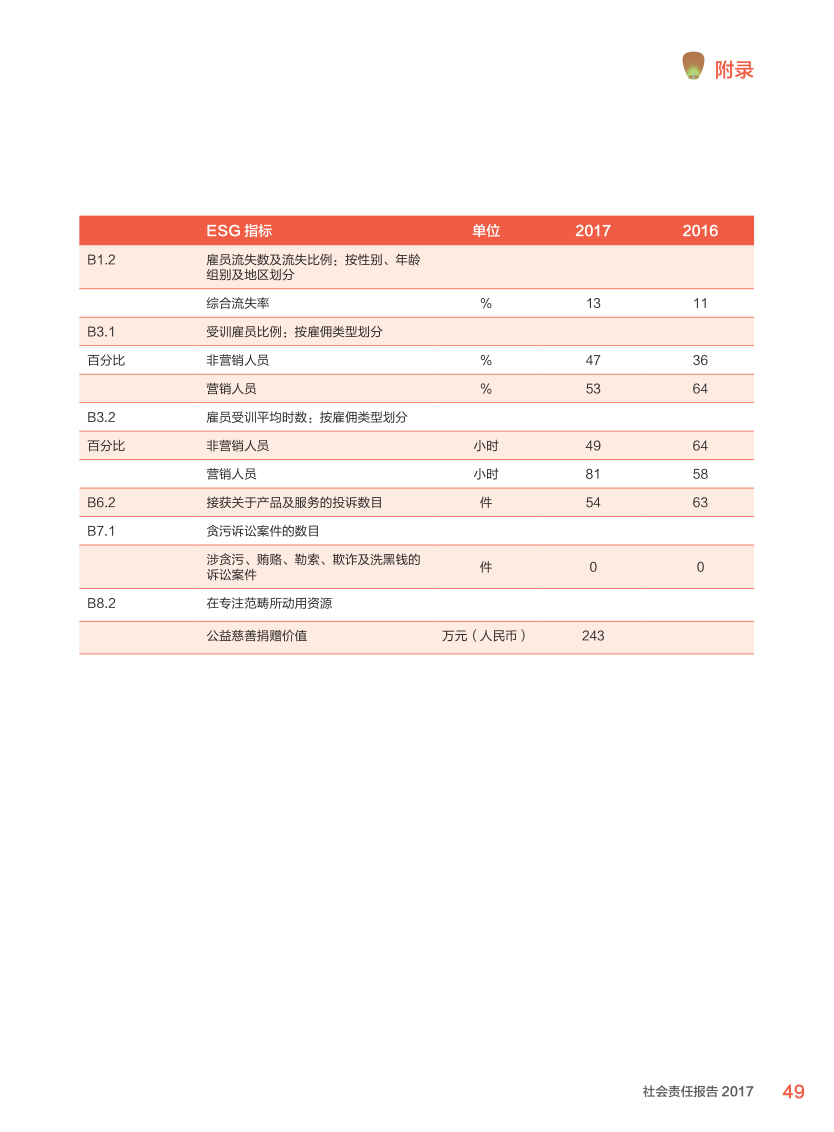 附录
ESG 指标 单位 2017 2016
B1.2 雇员流失数及流失比例；按性别、年龄
组别及地区划分
综合流失率 % 13 11
B3.1 受训雇员比例；按雇佣类型划分
百分比 非营销人员 % 47 36
营销人员 % 53 64
B3.2 雇员受训平均时数；按雇佣类型划分
百分比 非营销人员 小时 49 64
营销人员 小时 81 58
B6.2 接获关于产品及服务的投诉数目 件 54 63
B7.1 贪污诉讼案件的数目
涉贪污、贿赂、勒索、欺诈及洗黑钱的
诉讼案件 件 0 0
B8.2 在专注范畴所动用资源
公益慈善捐赠价值 万元（人民币） 243
社会责任报告 2017 49